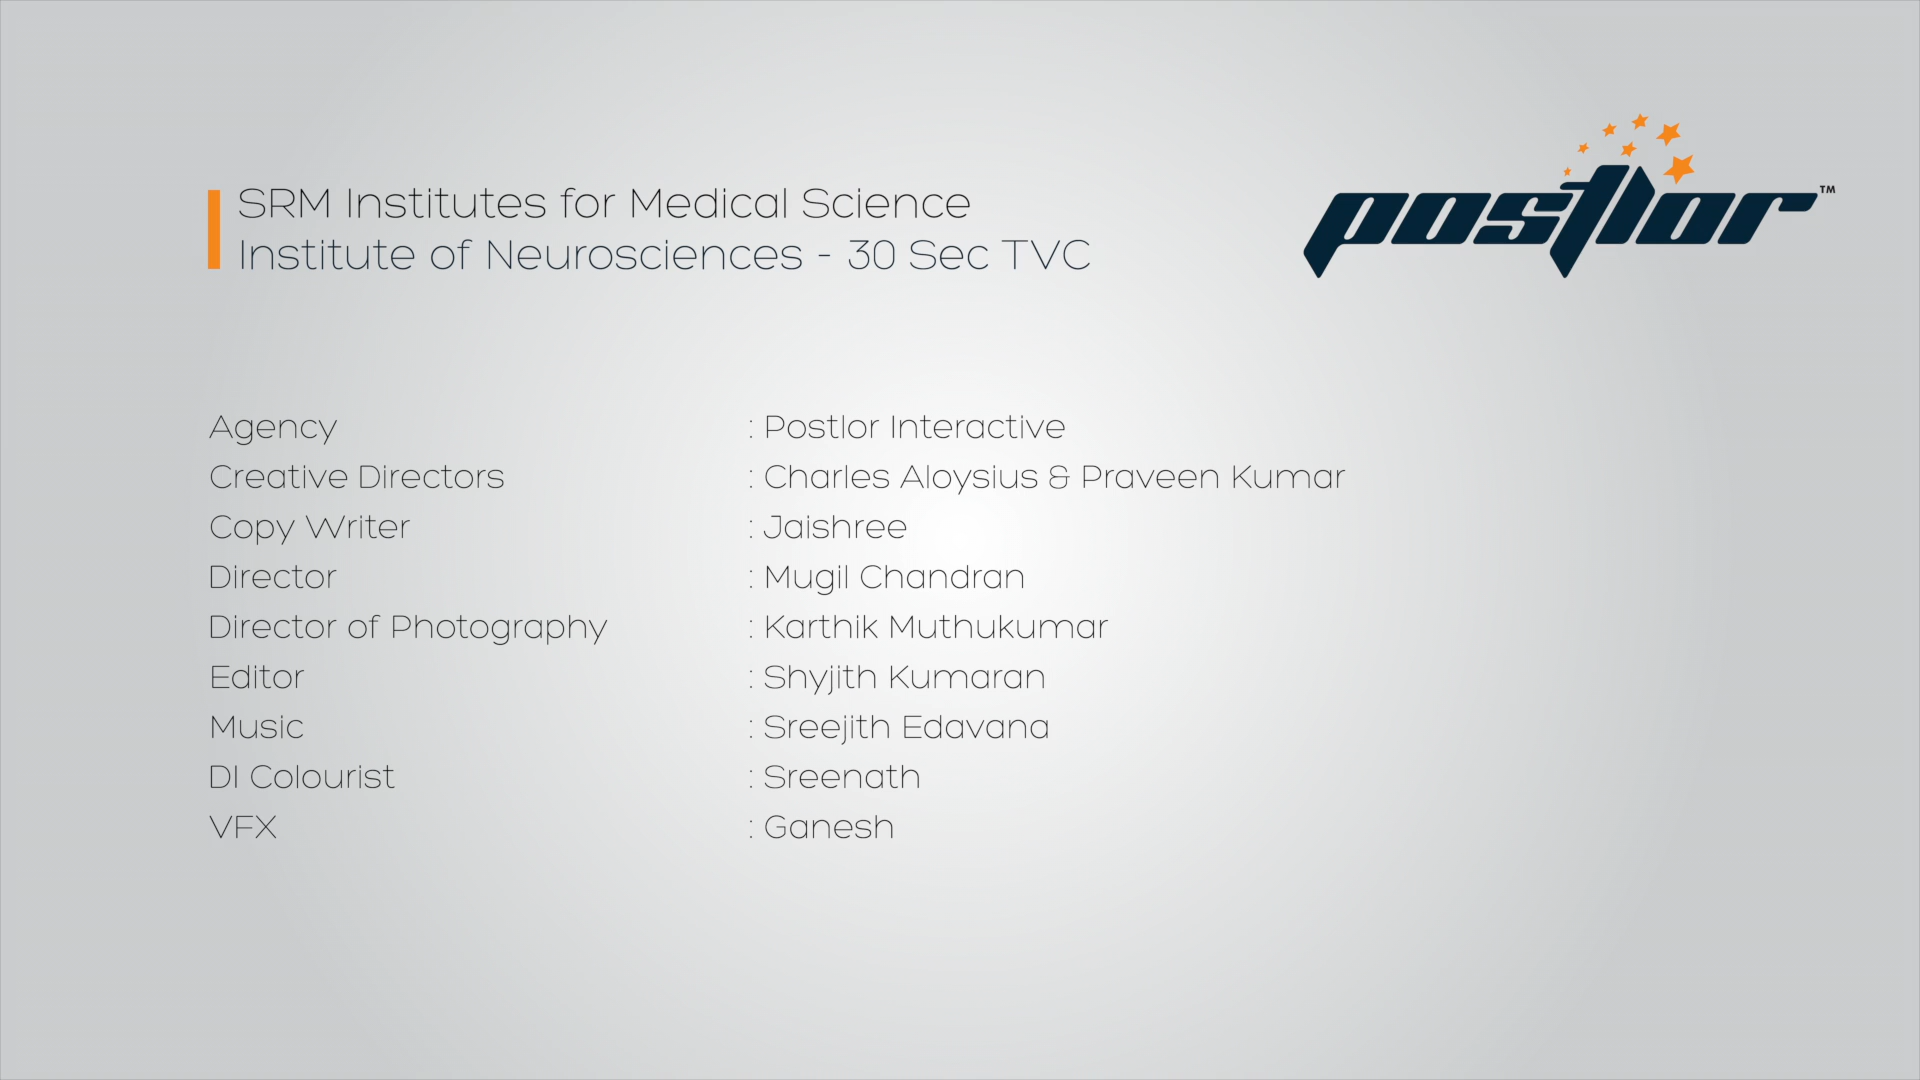 SRM Institutes for Medical Science
Institute of Neurosciences - 30 Sec TVC
postlor™
Agency : Postlor Interactive
Creative Directors : Charles Aloysius & Praveen Kumar
Copy Writer : Jaishree
Director : Mugil Chandran
Director of Photography : Karthik Muthukumar
Editor : Shyjith Kumaran
Music : Sreejith Edavana
DI Colourist : Sreenath
VFX : Ganesh